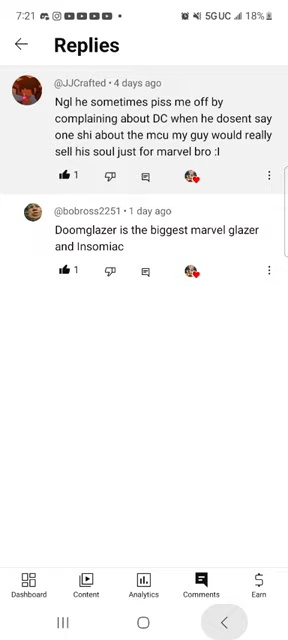 7:21
5GUC 18%
Replies
@JJCrafted • 4 days ago
Ngl he sometimes piss me off by
complaining about DC when he dosent say
one shi about the mcu my guy would really
sell his soul just for marvel bro :l
1
@bobross2251 • 1 day ago
Doomglazer is the biggest marvel glazer
and Insomiac
1
Dashboard Content Analytics Comments Earn